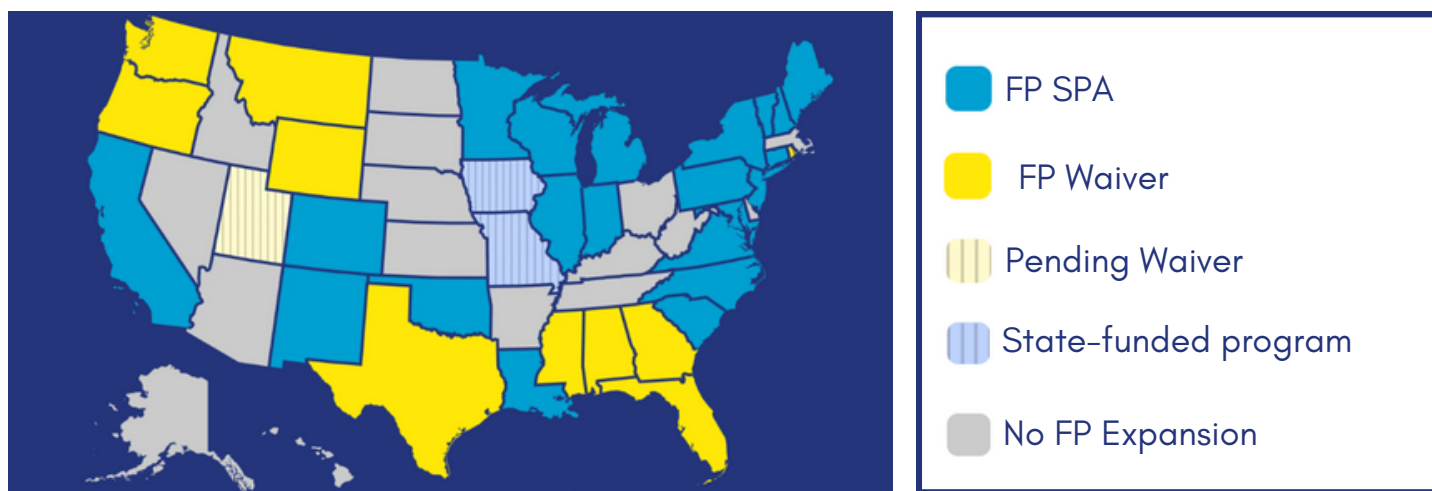 FP SPA
FP Waiver
Pending Waiver
State-funded program
No FP Expansion